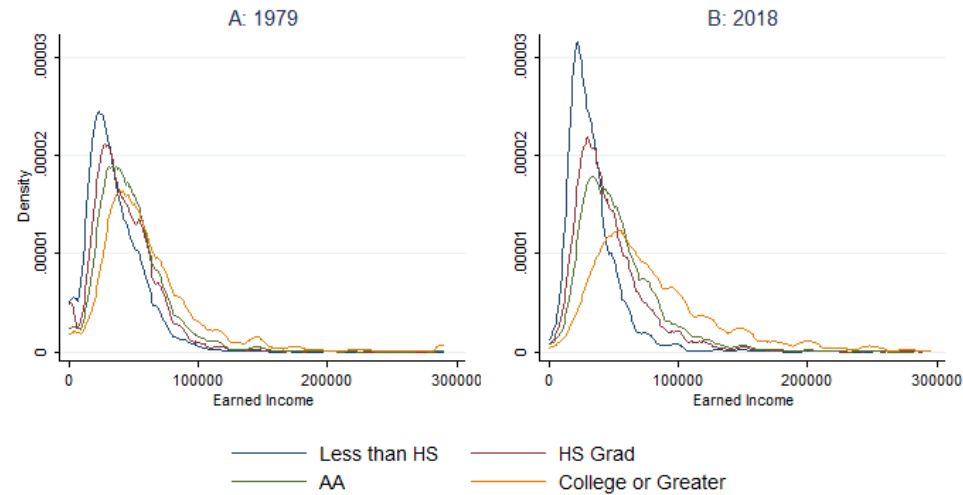 A: 1979
B: 2018
Density
0
.00001
.00002
.00003
0
100000
200000
300000
Earned Income
0
.00001
.00002
.00003
0
100000
200000
300000
Earned Income
Less than HS
HS Grad
AA
College or Greater